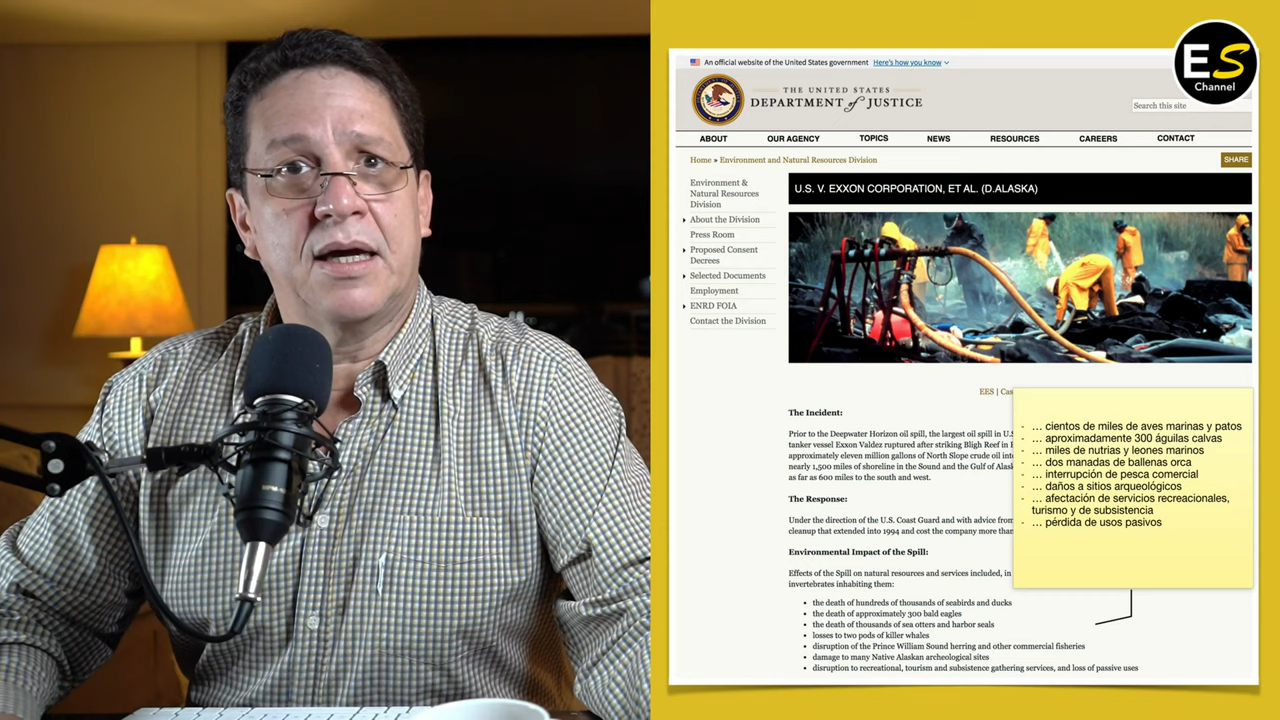 An official website of the United States government Here's how you know
ES
Channel
THE UNITED STATES
DEPARTMENT of JUSTICE
Search this site
ABOUT OUR AGENCY TOPICS NEWS RESOURCES CAREERS CONTACT
Home » Environment and Natural Resources Division
SHARE
Environment &
Natural Resources
Division
About the Division
Press Room
Proposed Consent
Decrees
Selected Documents
Employment
ENRD FOIA
Contact the Division
U.S. V. EXXON CORPORATION, ET AL. (D.ALASKA)
EES |
The Incident:
Prior to the Deepwater Horizon oil spill, the largest oil spill in
tanker vessel Exxon Valdez ruptured after striking Bligh Reef in
approximately eleven million gallons of North Slope crude oil
nearly 1,500 miles of shoreline in the Sound and the Gulf of
as far as 600 miles to the south and west.
The Response:
Under the direction of the U.S. Coast Guard and with advice from
cleanup that extended into 1994 and cost the company more
Environmental Impact of the Spill:
Effects of the Spill on natural resources and services included, in
invertebrates inhabiting them:
• the death of hundreds of thousands of seabirds and ducks
• the death of approximately 300 bald eagles
• the death of thousands of sea otters and harbor seals
• losses to two pods of killer whales
• disruption of the Prince William Sound herring and other commercial fisheries
• damage to many Native Alaskan archeological sites
• disruption to recreational, tourism and subsistence gathering services, and loss of passive uses
- … cientos de miles de aves marinas y patos
- … aproximadamente 300 águilas calvas
- … miles de nutrias y leones marinos
- … dos manadas de ballenas orca
- … interrupción de pesca comercial
- … daños a sitios arqueológicos
- … afectación de servicios recreacionales,
turismo y de subsistencia
- … pérdida de usos pasivos